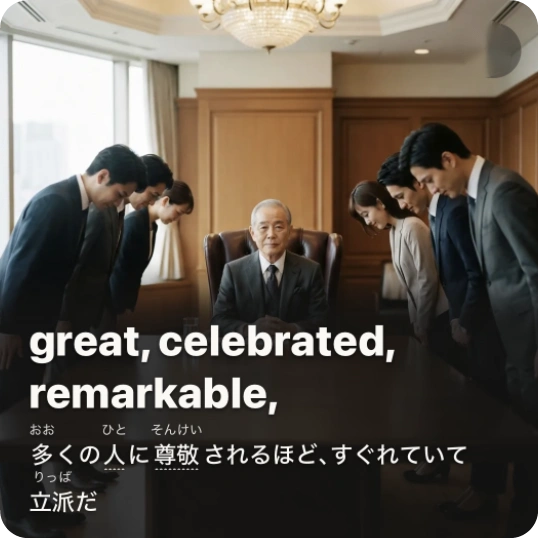 great, celebrated,
remarkable,
おお ひと そんけい
多くの人に尊敬されるほど、すぐれていて
りっぱ
立派だ